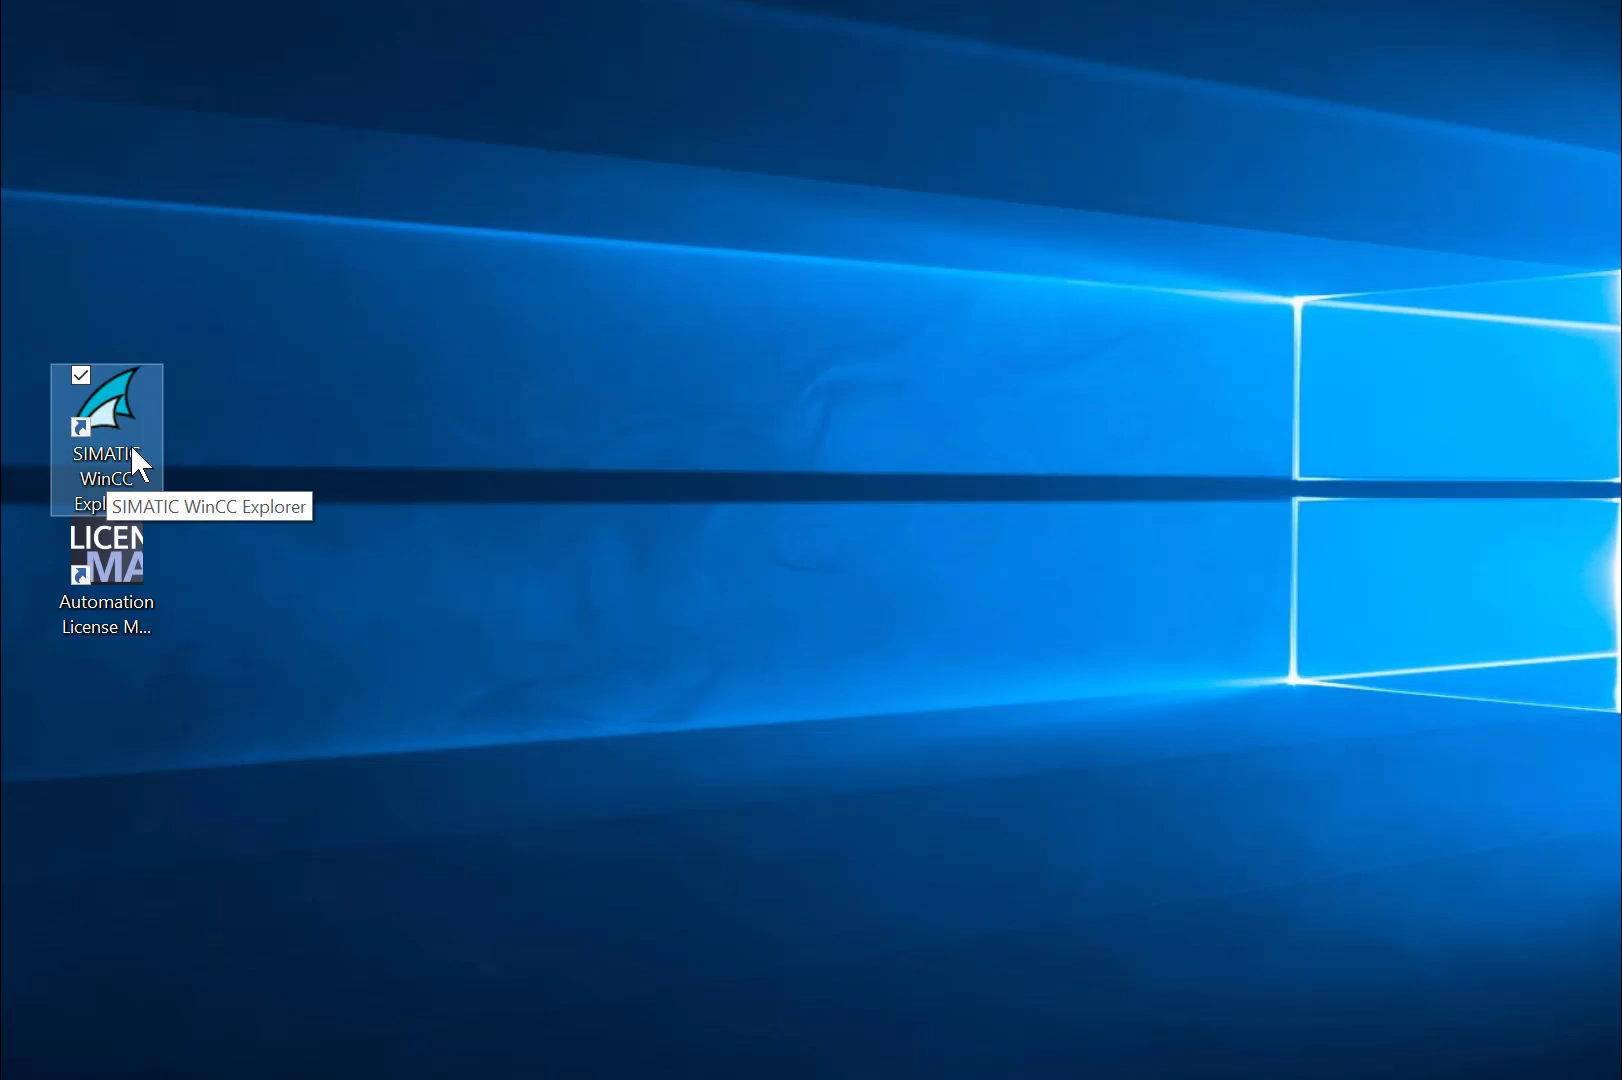 SIMATIC
WinCC
Expl
SIMATIC WinCC Explorer
LICEN
MA
Automation
License M...